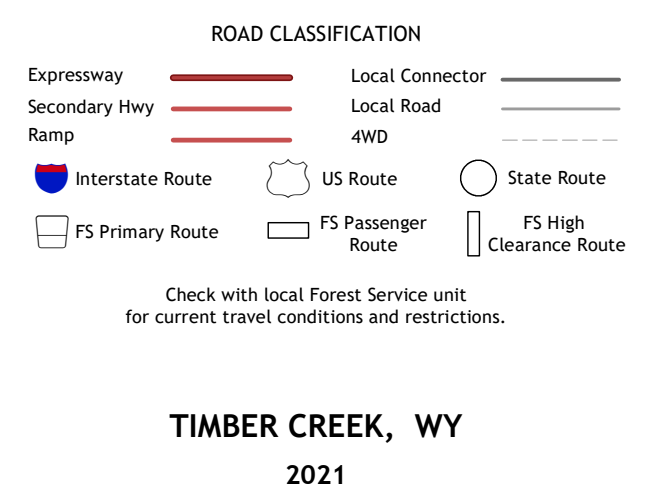 ROAD CLASSIFICATION
Expressway
Local Connector
Secondary Hwy
Local Road
Ramp
4WD
Interstate Route
US Route
State Route
FS Primary Route
FS Passenger
Route
FS High
Clearance Route
Check with local Forest Service unit
for current travel conditions and restrictions.
TIMBER CREEK, WY
2021